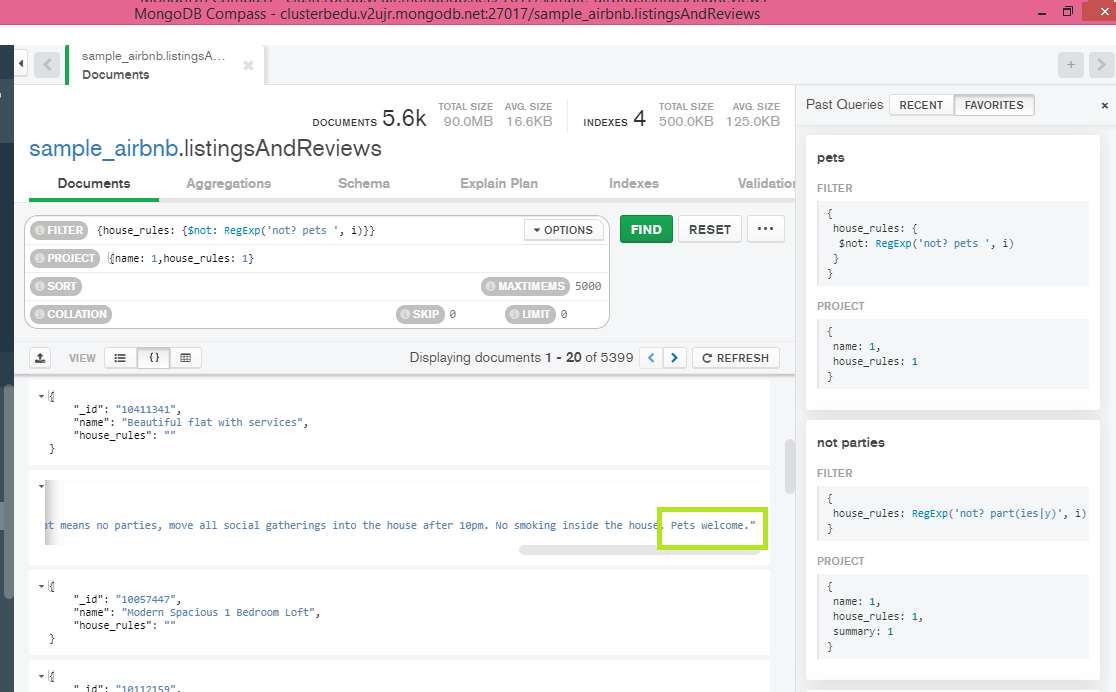 MongoDB Compass - clusterbedu.v2ujr.mongodb.net:27017/sample_airbnb.listingsAndReviews
sample_airbnb.listingsA...
Documents
DOCUMENTS 5.6k
TOTAL SIZE
90.0MB
AVG. SIZE
16.6KB
INDEXES 4
TOTAL SIZE
500.0KB
AVG. SIZE
125.0KB
sample_airbnb.listingsAndReviews
Documents Aggregations Schema Explain Plan Indexes Validation
FILTER {house_rules: {$not: RegExp('not? pets ', i)}} OPTIONS FIND RESET ...
PROJECT {name: 1,house_rules: 1}
SORT MAXTIMEMS 5000
COLLATION SKIP 0 LIMIT 0
VIEW {} Displaying documents 1 - 20 of 5399 < > REFRESH
{
"_id": "10411341",
"name": "Beautiful flat with services",
"house_rules": ""
}
at means no parties, move all social gatherings into the house after 10pm. No smoking inside the house. Pets welcome."
{
"_id": "10057447",
"name": "Modern Spacious 1 Bedroom Loft",
"house_rules": ""
}
{
"_id": "10112159",
Past Queries RECENT FAVORITES ×
pets
FILTER
{
house_rules: {
$not: RegExp('not? pets ', i)
}
}
PROJECT
{
name: 1,
house_rules: 1
}
not parties
FILTER
{
house_rules: RegExp('not? part(ies|y)', i)
}
PROJECT
{
name: 1,
house_rules: 1,
summary: 1
}